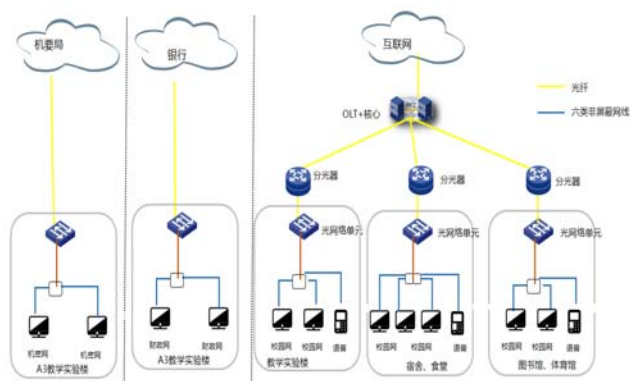 机要局
银行
互联网
光纤
六类非屏蔽网线
OLT+核心
分光器
分光器
分光器
光网络单元
光网络单元
光网络单元
机密网
机密网
A3教学实验楼
财政网
财政网
A3教学实验楼
校园网
校园网
语音
教学实验楼
校园网
校园网
校园网
语音
宿舍、食堂
校园网
校园网
语音
图书馆、体育馆